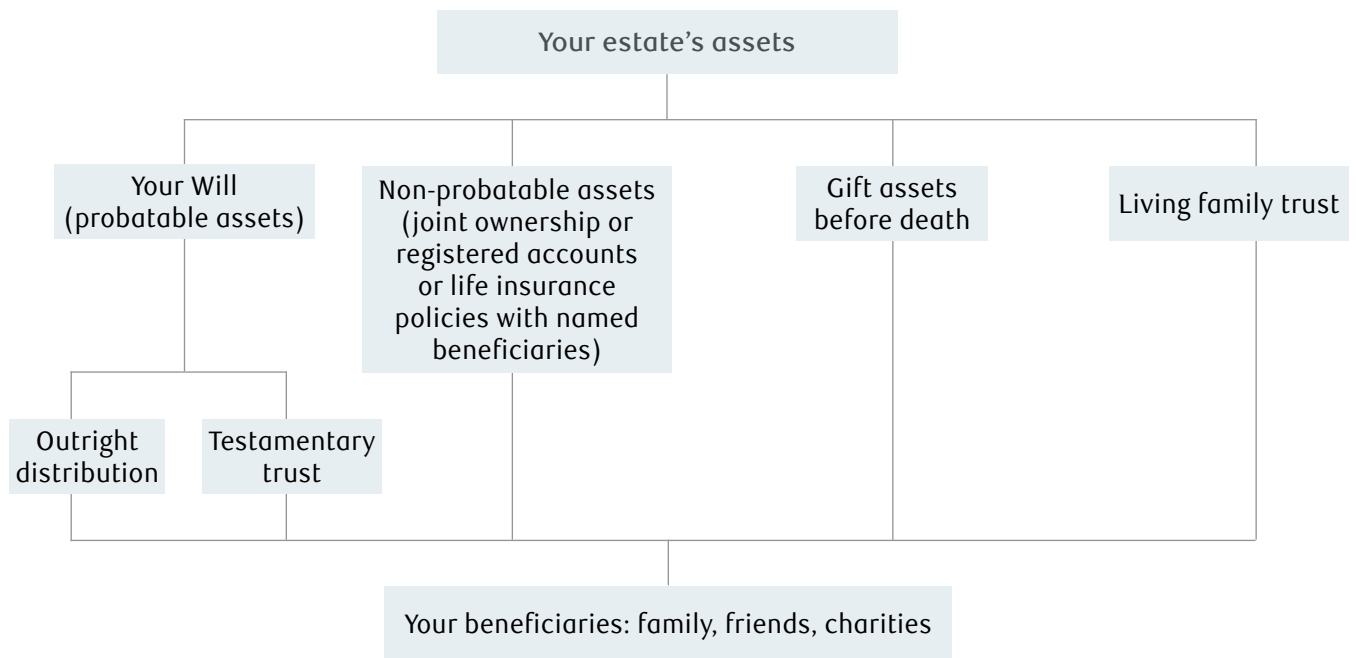 Your estate’s assets
Your Will
(probatable assets)
Non-probatable assets
(joint ownership or
registered accounts
or life insurance
policies with named
beneficiaries)
Gift assets
before death
Living family trust
Outright
distribution
Testamentary
trust
Your beneficiaries: family, friends, charities